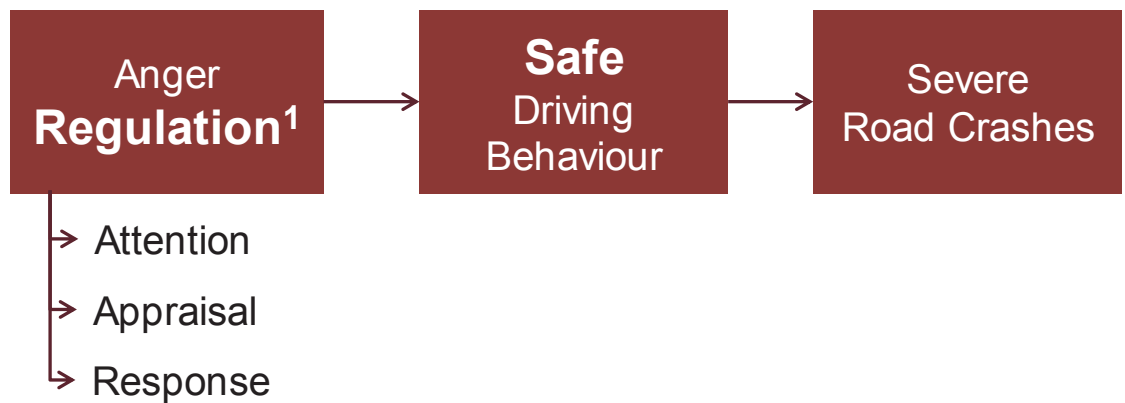 Anger
Regulation¹
Safe
Driving
Behaviour
Severe
Road Crashes
Attention
Appraisal
Response